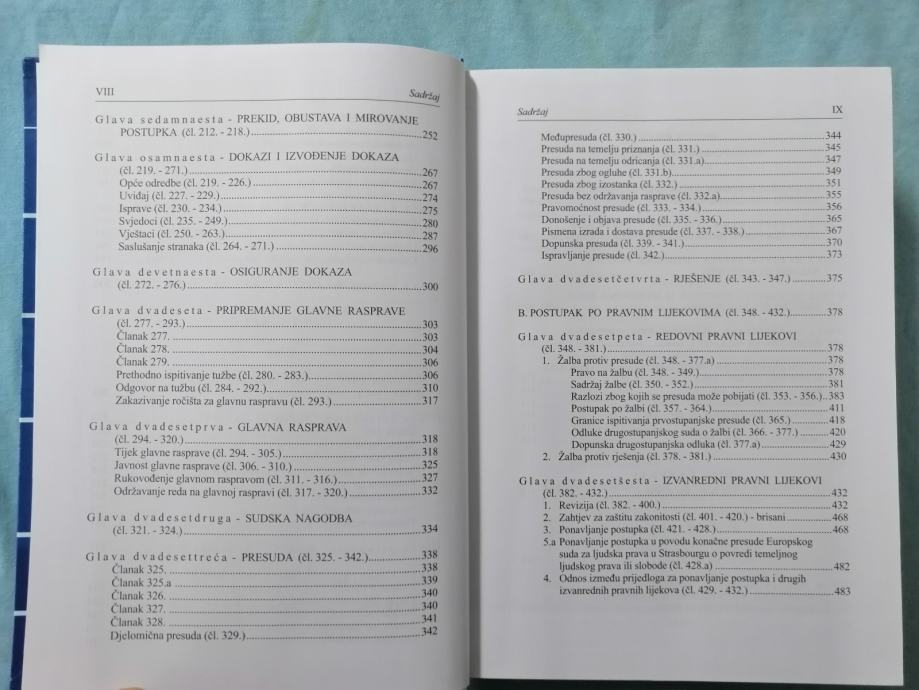 VIII Sadržaj
Glava sedamnaesta - PREKID, OBUSTAVA I MIROVANJE
POSTUPKA (čl. 212. - 218.) 252
Glava osamnaesta - DOKAZI I IZVOĐENJE DOKAZA
(čl. 219. - 271.) 267
Opće odredbe (čl. 219. - 226.) 267
Uviđaj (čl. 227. - 229.) 274
Isprave (čl. 230. - 234.) 275
Svjedoci (čl. 235. - 249.) 280
Vještaci (čl. 250. - 263.) 287
Saslušanje stranaka (čl. 264. - 271.) 296
Glava devetnaesta - OSIGURANJE DOKAZA
(čl. 272. - 276.) 300
Glava dvadeseta - PRIPREMANJE GLAVNE RASPRAVE
(čl. 277. - 293.) 303
Članak 277. 303
Članak 278. 304
Članak 279. 306
Prethodno ispitivanje tužbe (čl. 280. - 283.) 306
Odgovor na tužbu (čl. 284. - 292.) 310
Zakazivanje ročišta za glavnu raspravu (čl. 293.) 317
Glava dvadesetprva - GLAVNA RASPRAVA
(čl. 294. - 320.) 318
Tijek glavne rasprave (čl. 294. - 305.) 318
Javnost glavne rasprave (čl. 306. - 310.) 325
Rukovođenje glavnom raspravom (čl. 311. - 316.) 327
Održavanje reda na glavnoj raspravi (čl. 317. - 320.) 332
Glava dvadesetdruga - SUDSKA NAGODBA
(čl. 321. - 324.) 334
Glava dvadesettreća - PRESUDA (čl. 325. - 342.) 338
Članak 325. 338
Članak 325.a 339
Članak 326. 340
Članak 327. 340
Članak 328. 341
Djelomična presuda (čl. 329.) 342
Sadržaj IX
Međupresuda (čl. 330.) 344
Presuda na temelju priznanja (čl. 331.) 345
Presuda na temelju odricanja (čl. 331.a) 347
Presuda zbog ogluhe (čl. 331.b) 349
Presuda zbog izostanka (čl. 332.) 351
Presuda bez održavanja rasprave (čl. 332.a) 355
Pravomoćnost presude (čl. 333. - 334.) 356
Donošenje i objava presude (čl. 335. - 336.) 365
Pismena izrada i dostava presude (čl. 337. - 338.) 367
Dopunska presuda (čl. 339. - 341.) 370
Ispravljanje presude (čl. 342.) 373
Glava dvadesetčetvrta - RJEŠENJE (čl. 343. - 347.) 375
B. POSTUPAK PO PRAVNIM LIJEKOVIMA (čl. 348. - 432.) 378
Glava dvadesetpeta - REDOVNI PRAVNI LIJEKOVI
(čl. 348. - 381.) 378
1. Žalba protiv presude (čl. 348. - 377.a) 378
Pravo na žalbu (čl. 348. - 349.) 378
Sadržaj žalbe (čl. 350. - 352.) 381
Razlozi zbog kojih se presuda može pobijati (čl. 353. - 356.) 383
Postupak po žalbi (čl. 357. - 364.) 411
Granice ispitivanja prvostupanjske presude (čl. 365.) 418
Odluke drugostupanjskog suda o žalbi (čl. 366. - 377.) 420
Dopunska drugostupanjska odluka (čl. 377.a) 429
2. Žalba protiv rješenja (čl. 378. - 381.) 430
Glava dvadesetšesta - IZVANREDNI PRAVNI LIJEKOVI
(čl. 382. - 432.) 432
1. Revizija (čl. 382. - 400.) 432
2. Zahtjev za zaštitu zakonitosti (čl. 401. - 420.) - brisani 468
3. Ponavljanje postupka (čl. 421. - 428.) 468
5.a Ponavljanje postupka u povodu konačne presude Europskog
suda za ljudska prava u Strasbourgu o povredi temeljnog
ljudskog prava ili slobode (čl. 428.a) 482
4. Odnos između prijedloga za ponavljanje postupka i drugih
izvanrednih pravnih lijekova (čl. 429. - 432.) 483